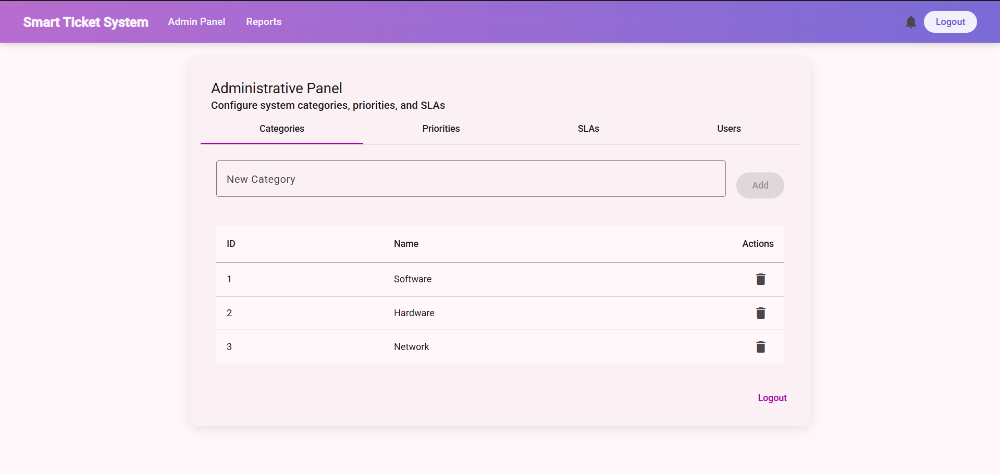 Smart Ticket System Admin Panel Reports Logout
Administrative Panel
Configure system categories, priorities, and SLAs
Categories Priorities SLAs Users
New Category Add
ID Name Actions
1 Software
2 Hardware
3 Network
Logout